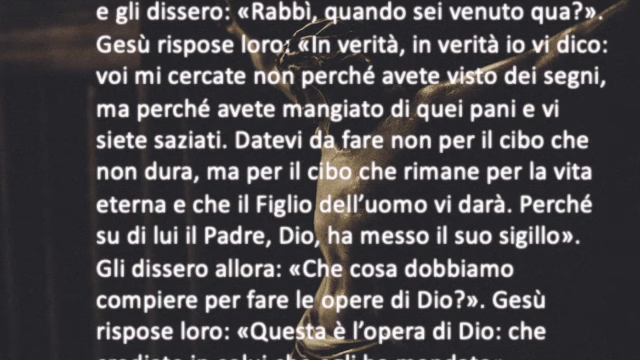 e gli dissero: «Rabbì, quando sei venuto qua?».
Gesù rispose loro: «In verità, in verità io vi dico:
voi mi cercate non perché avete visto dei segni,
ma perché avete mangiato di quei pani e vi
siete saziati. Datevi da fare non per il cibo che
non dura, ma per il cibo che rimane per la vita
eterna e che il Figlio dell’uomo vi darà. Perché
su di lui il Padre, Dio, ha messo il suo sigillo».
Gli dissero allora: «Che cosa dobbiamo
compiere per fare le opere di Dio?». Gesù
rispose loro: «Questa è l’opera di Dio: che